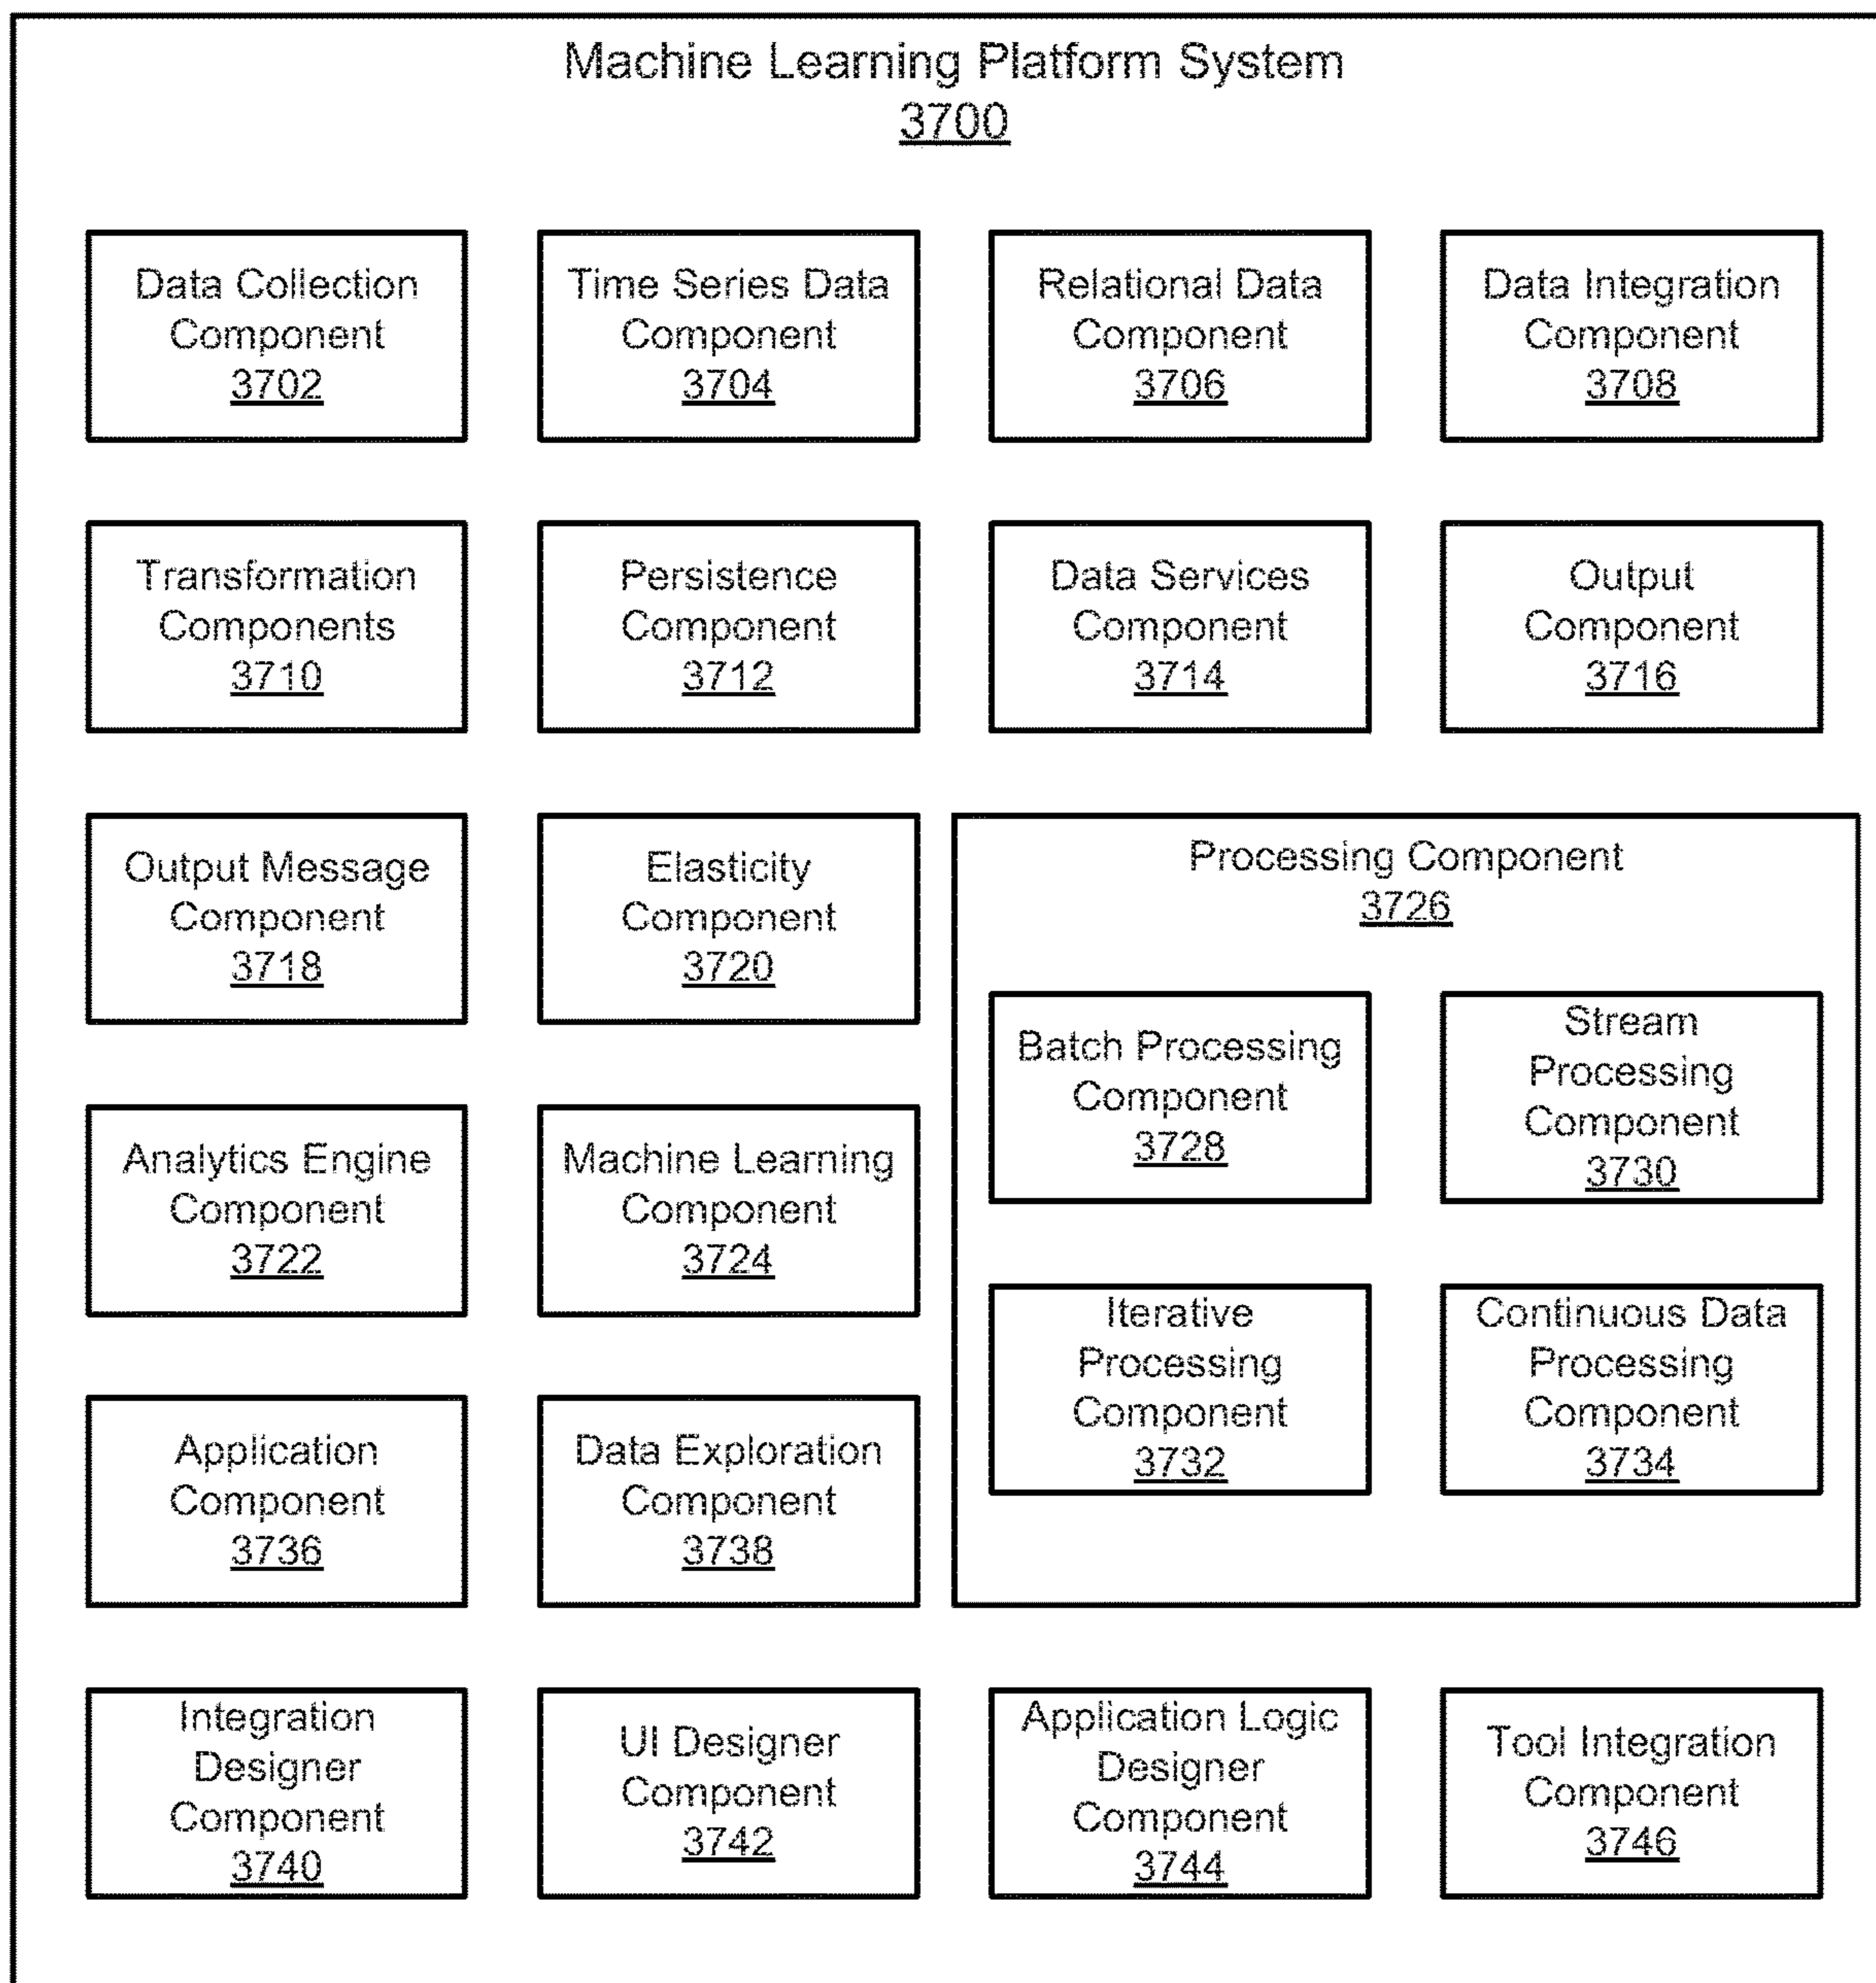 Machine Learning Platform System
3700
Data Collection
Component
3702
Time Series Data
Component
3704
Relational Data
Component
3706
Data Integration
Component
3708
Transformation
Components
3710
Persistence
Component
3712
Data Services
Component
3714
Output
Component
3716
Output Message
Component
3718
Elasticity
Component
3720
Processing Component
3726
Batch Processing
Component
3728
Stream
Processing
Component
3730
Analytics Engine
Component
3722
Machine Learning
Component
3724
Iterative
Processing
Component
3732
Continuous Data
Processing
Component
3734
Application
Component
3736
Data Exploration
Component
3738
Integration
Designer
Component
3740
UI Designer
Component
3742
Application Logic
Designer
Component
3744
Tool Integration
Component
3746